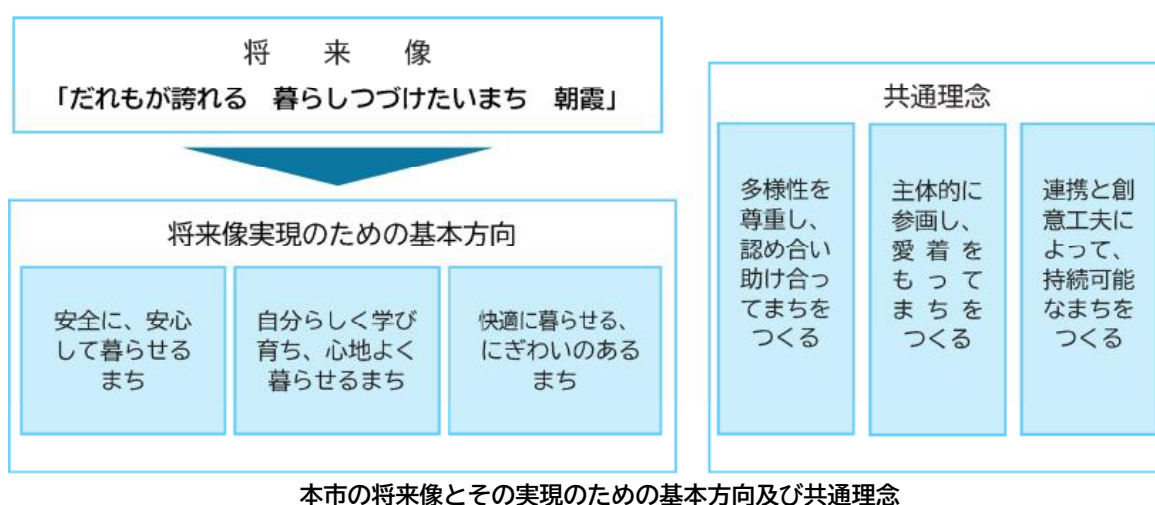 将　来　像
「だれもが誇れる　暮らしつづけたいまち　朝霞」
将来像実現のための基本方向
安全に、安心
して暮らせる
まち
自分らしく学び
育ち、心地よく
暮らせるまち
快適に暮らせる、
にぎわいのある
まち
共通理念
多様性を
尊重し、
認め合い
助け合っ
てまちを
つくる
主体的に
参画し、
愛着を
もって
まちを
つくる
連携と創
意工夫に
よって、
持続可能
なまちを
つくる
本市の将来像とその実現のための基本方向及び共通理念